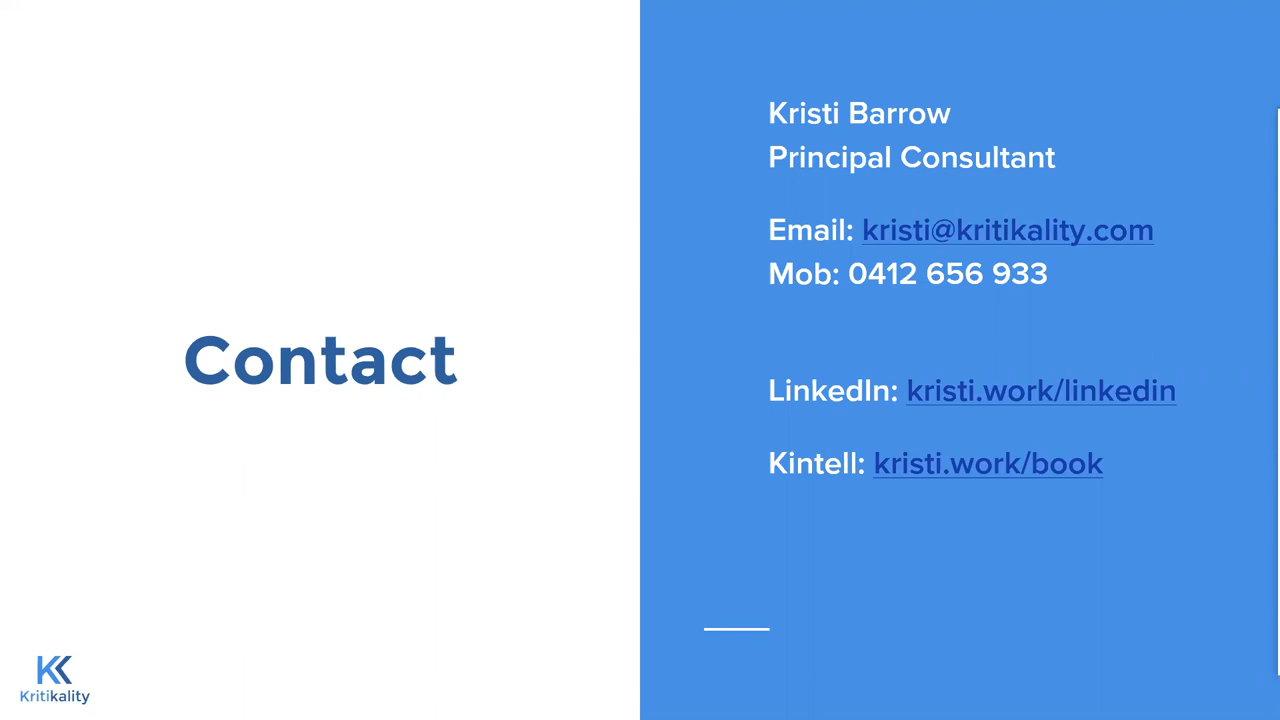 Contact
Kristi Barrow
Principal Consultant
Email: kristi@kritikality.com
Mob: 0412 656 933
LinkedIn: kristi.work/linkedin
Kintell: kristi.work/book
Kritikality